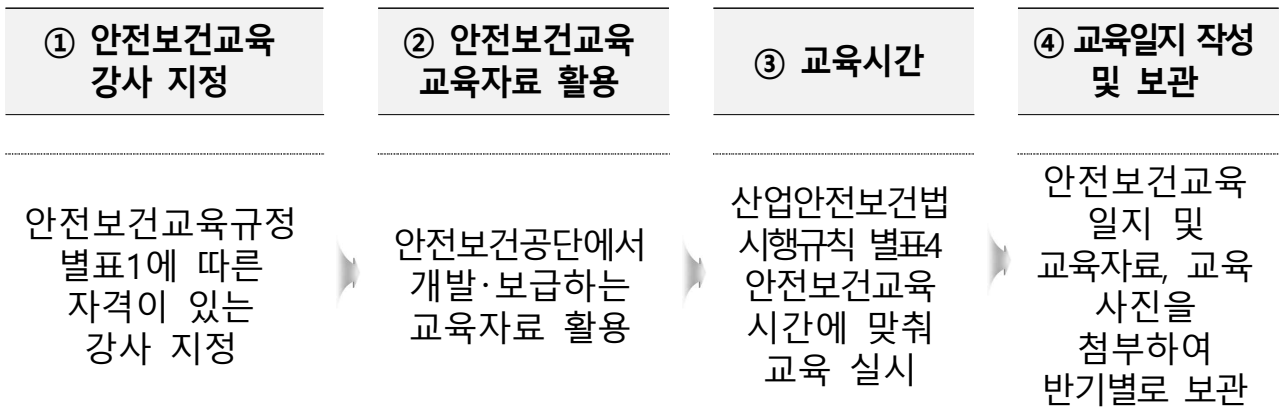 ① 안전보건교육
강사 지정
안전보건교육규정
별표1에 따른
자격이 있는
강사 지정
② 안전보건교육
교육자료 활용
안전보건공단에서
개발·보급하는
교육자료 활용
③ 교육시간
산업안전보건법
시행규칙 별표4
안전보건교육
시간에 맞춰
교육 실시
④ 교육일지 작성
및 보관
안전보건교육
일지 및
교육자료, 교육
사진을
첨부하여
반기별로 보관